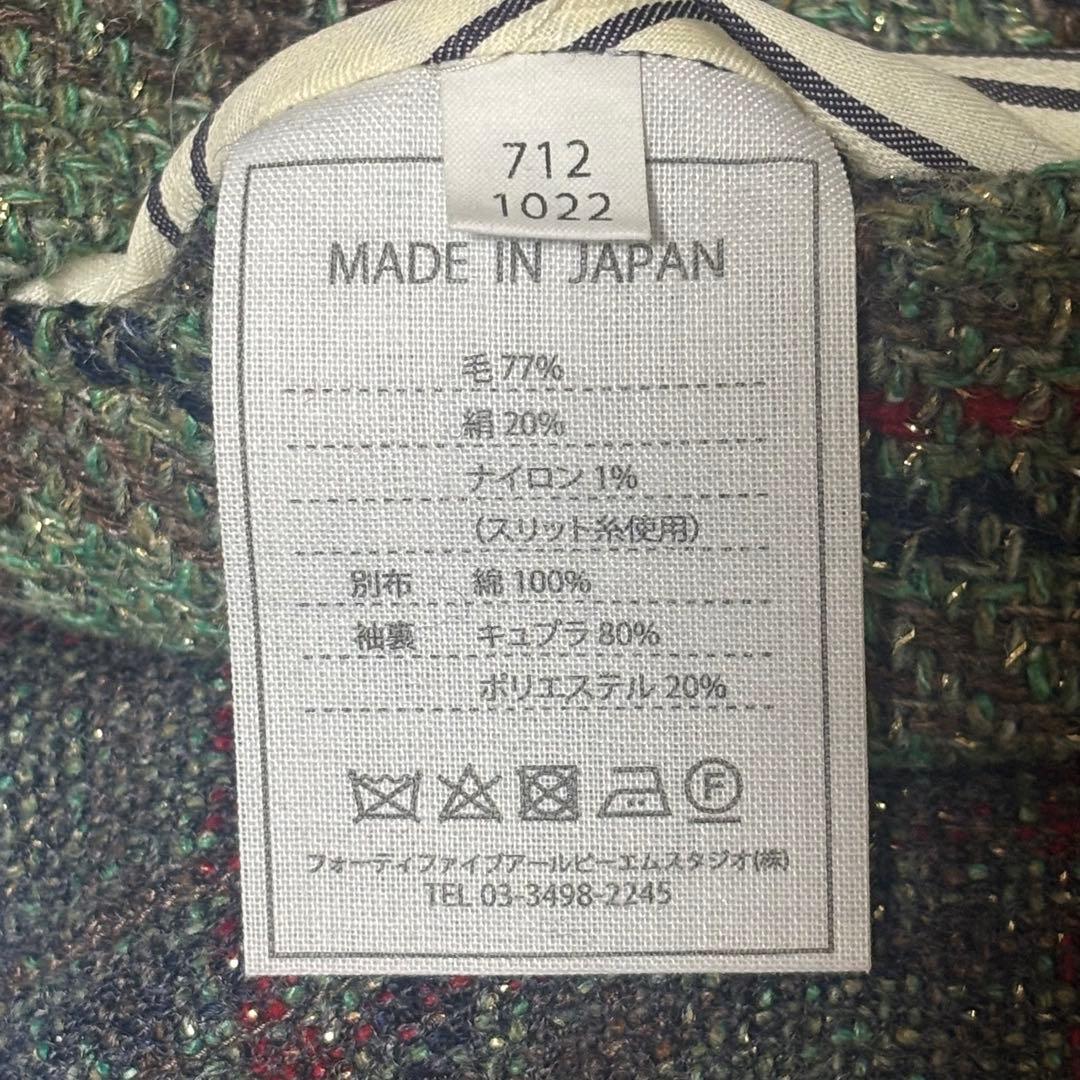 712
1022
MADE IN JAPAN
毛 77%
絹 20%
ナイロン 1%
(スリット糸使用)
別布 綿 100%
袖裏 キュプラ 80%
ポリエステル 20%
F
フォーティファイブアールピーエムスタジオ(株)
TEL 03-3498-2245